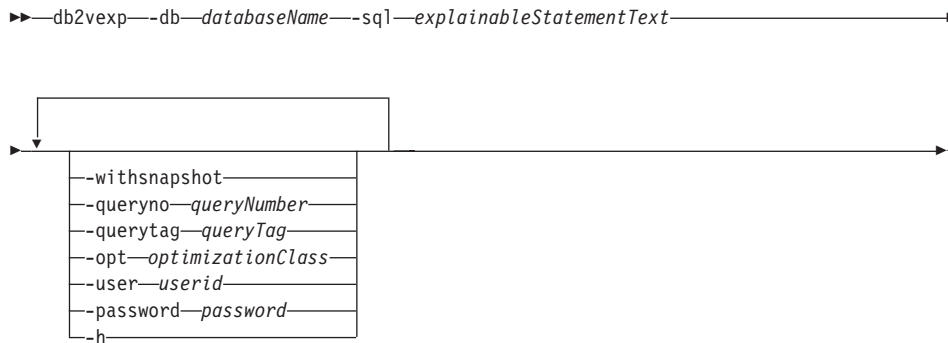 db2vexp -db databaseName -sql explainableStatementText
-withsnapshot
-queryno queryNumber
-querytag queryTag
-opt optimizationClass
-user userid
-password password
-h